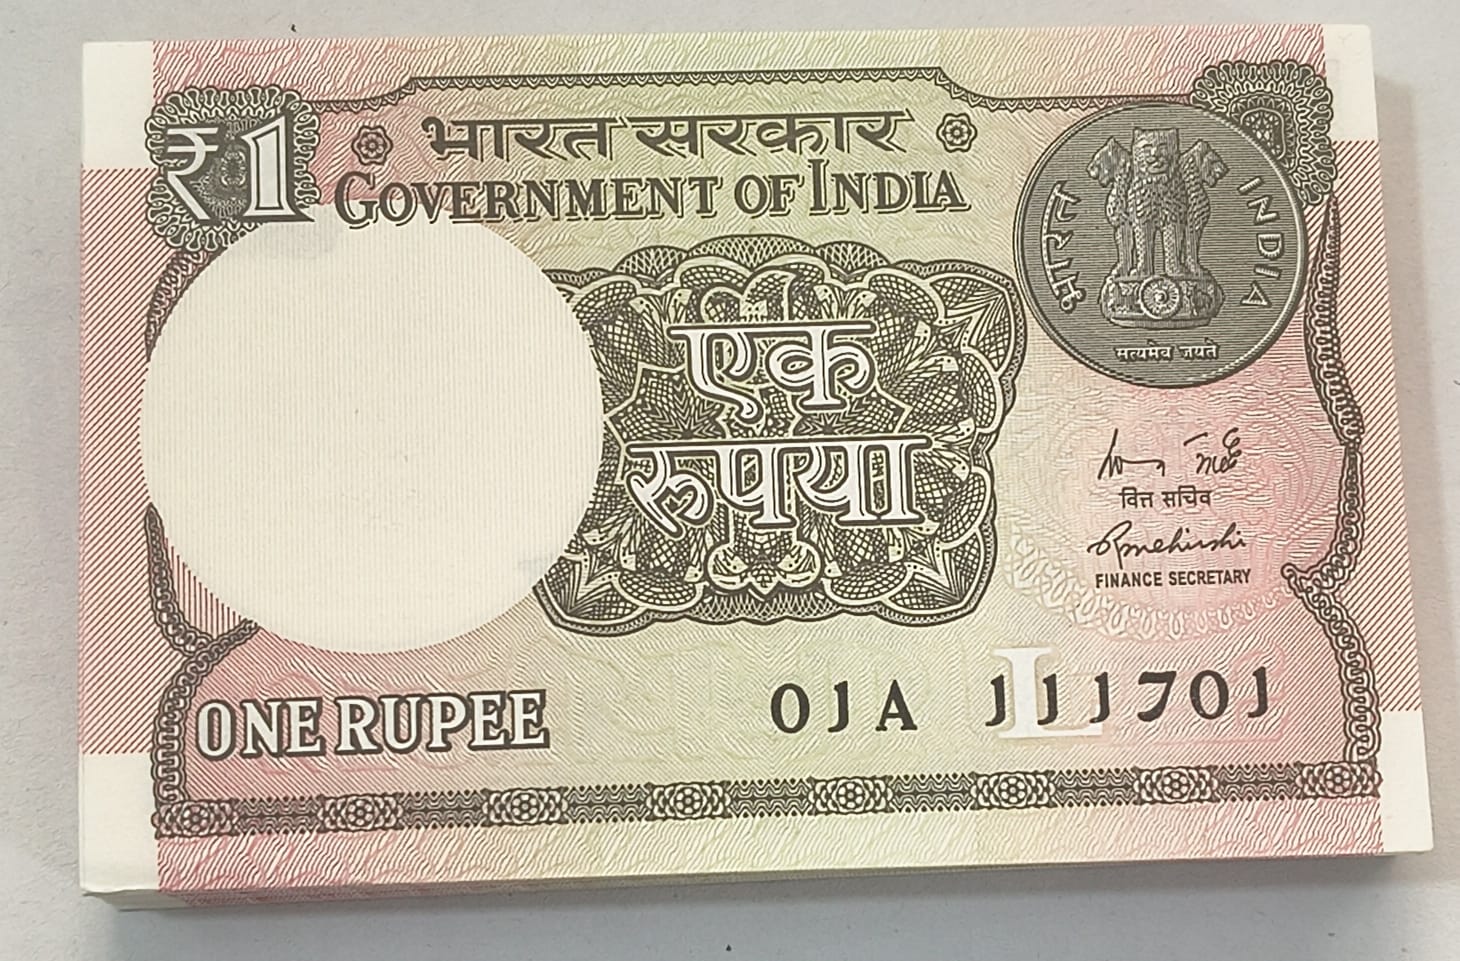 ₹1
भारत सरकार
GOVERNMENT OF INDIA
भारत
INDIA
सत्यमेव जयते
एक
रुपया
वित्त सचिव
FINANCE SECRETARY
L
ONE RUPEE
01A 111701